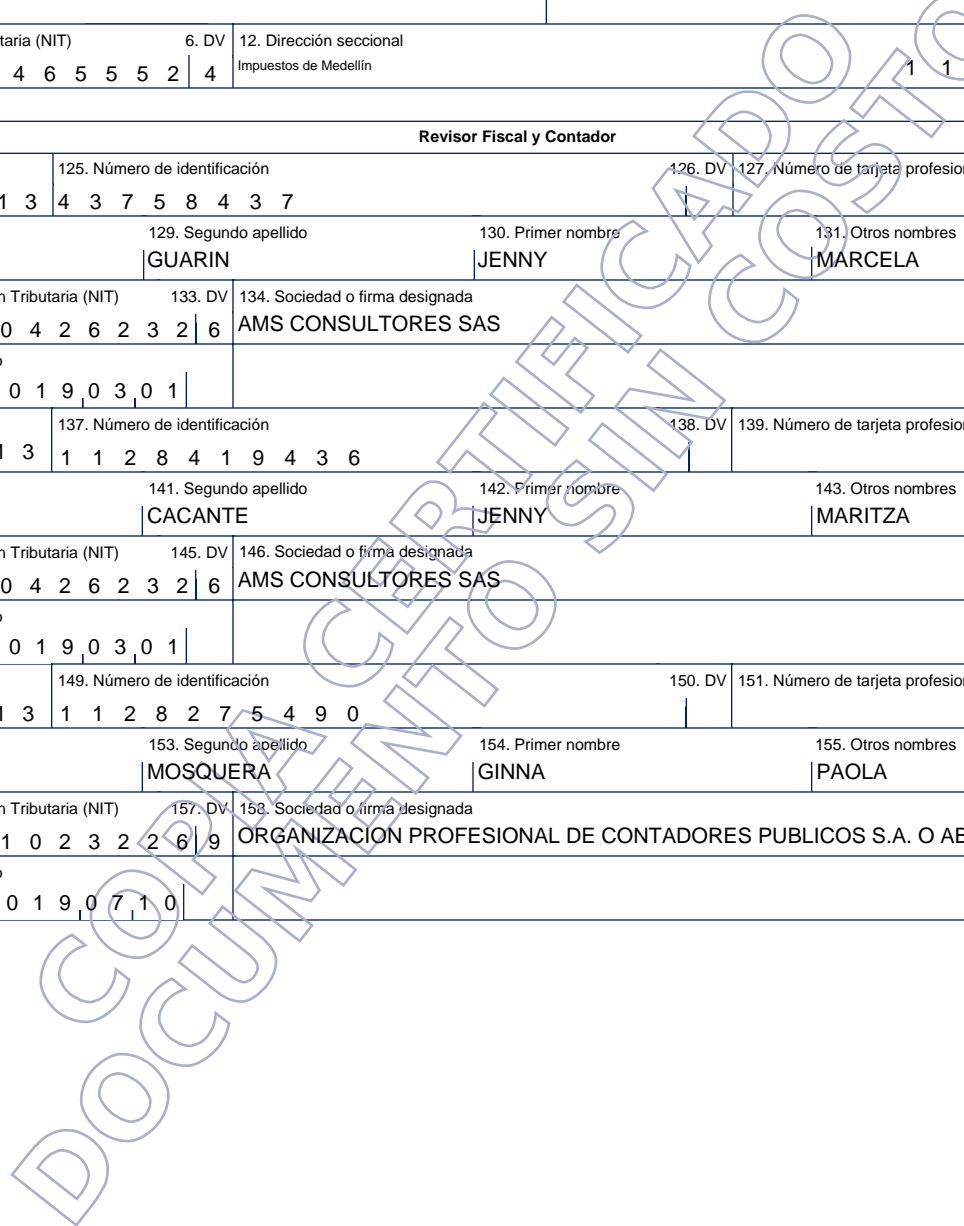 taria (NIT) 6. DV 12. Dirección seccional
4 6 5 5 5 2 4 Impuestos de Medellín 1 1
Revisor Fiscal y Contador
125. Número de identificación 126. DV 127. Número de tarjeta profesion
1 3 4 3 7 5 8 4 3 7
129. Segundo apellido 130. Primer nombre 131. Otros nombres
GUARIN JENNY MARCELA
n Tributaria (NIT) 133. DV 134. Sociedad o firma designada
0 4 2 6 2 3 2 6 AMS CONSULTORES SAS
o
0 1 9 0 3 0 1
137. Número de identificación 138. DV 139. Número de tarjeta profesion
1 3 1 1 2 8 4 1 9 4 3 6
141. Segundo apellido 142. Primer nombre 143. Otros nombres
CACANTE JENNY MARITZA
n Tributaria (NIT) 145. DV 146. Sociedad o firma designada
0 4 2 6 2 3 2 6 AMS CONSULTORES SAS
o
0 1 9 0 3 0 1
149. Número de identificación 150. DV 151. Número de tarjeta profesion
1 3 1 1 2 8 2 7 5 4 9 0
153. Segundo apellido 154. Primer nombre 155. Otros nombres
MOSQUERA GINNA PAOLA
n Tributaria (NIT) 157. DV 158. Sociedad o firma designada
1 0 2 3 2 2 6 9 ORGANIZACION PROFESIONAL DE CONTADORES PUBLICOS S.A. O AB
o
0 1 9 0 7 1 0
COPIA CERTIFICADO
DOCUMENTO SIN COSTO